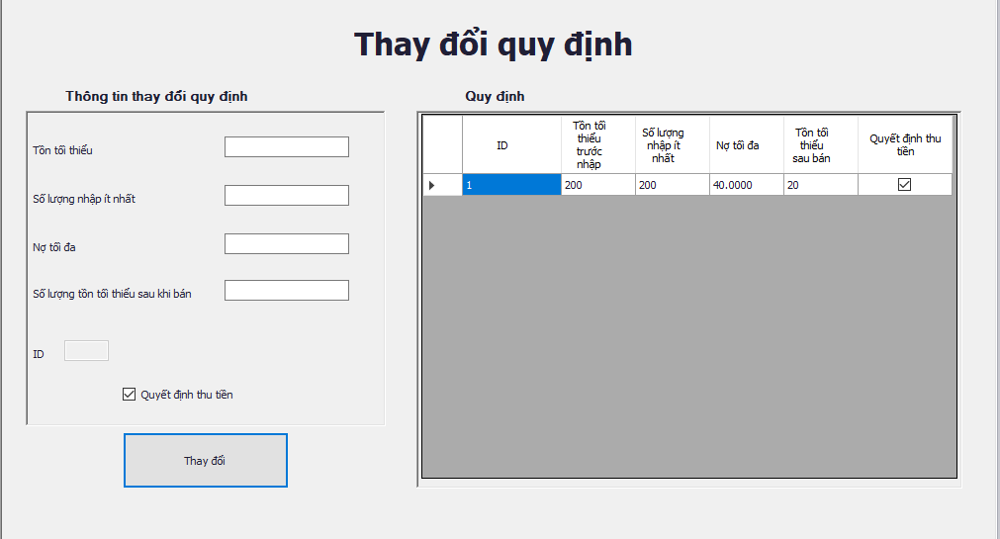 Thay đổi quy định
Thông tin thay đổi quy định
Tồn tối thiểu
Số lượng nhập ít nhất
Nợ tối đa
Số lượng tồn tối thiểu sau khi bán
ID
Quyết định thu tiền
Thay đổi
Quy định
ID
Tồn tối
thiểu
trước
nhập
Số lượng
nhập ít
nhất
Nợ tối đa
Tồn tối
thiểu
sau bán
Quyết định thu
tiền
1
200
200
40.0000
20